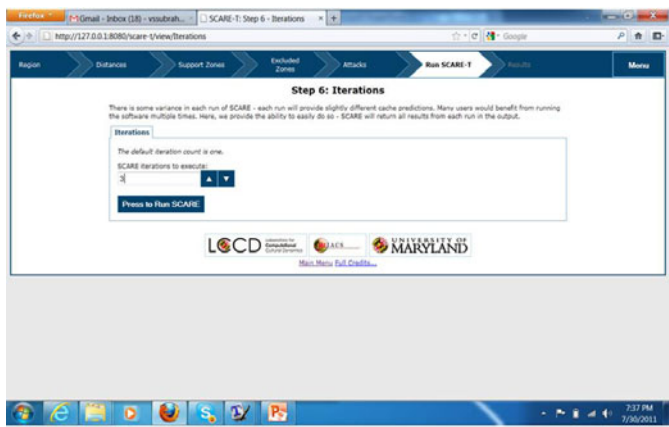 Firefox
Gmail - Inbox (18) - vssubrah...
SCARE-T: Step 6 - Iterations
http://127.0.0.1:8080/scare-t/view/Iterations
Google
Region
Distances
Support Zones
Excluded Zones
Attacks
Run SCARE-T
Results
Menu
Step 6: Iterations
There is some variance in each run of SCARE - each run will provide slightly different cache predictions. Many users would benefit from running
the software multiple times. Here, we provide the ability to easily do so - SCARE will return all results from each run in the output.
Iterations
The default iteration count is one.
SCARE iterations to execute:
3
Press to Run SCARE
LCCD
Laboratory for
Computational
Cultural Dynamics
UMIACS
UNIVERSITY OF
MARYLAND
Main Menu Full Credits...
7:37 PM
7/30/2011